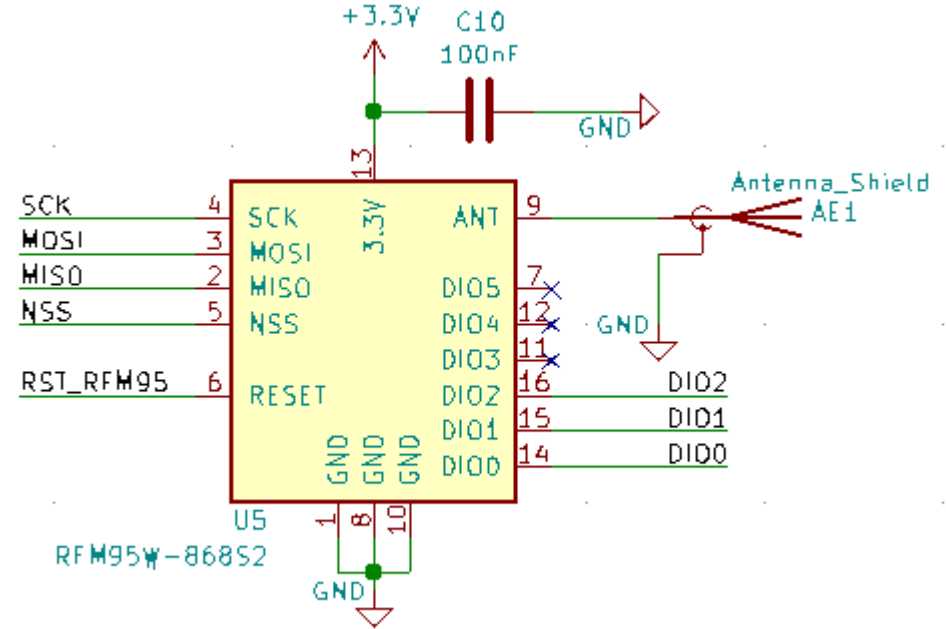 +3.3V
C10
100nF
GND
13
Antenna_Shield
AE1
SCK 4 SCK
3.3V
ANT 9
MOSI 3 MOSI
MISO 2 MISO
DIO5 7
NSS 5 NSS
DIO4 12
GND
DIO3 11
RST_RFM95 6 RESET
DIO2 16 DIO2
DIO1 15 DIO1
DIO0 14 DIO0
GND GND GND
U5
1 8 10
RFM95W-868S2
GND